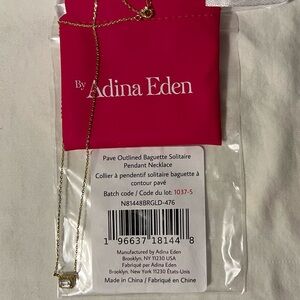 By Adina Eden
Pave Outlined Baguette Solitaire
Pendant Necklace
Collier à pendentif solitaire baguette à
contour pavé
Batch code / Code du lot: 1037-S
N81448BRGLD-476
1 96637 18144 8
Manufactured by Adina Eden
Brooklyn, NY 11230 USA
Fabriqué par Adina Eden
Brooklyn, New York 11230 États-Unis
Made in China / Fabriqué en Chine